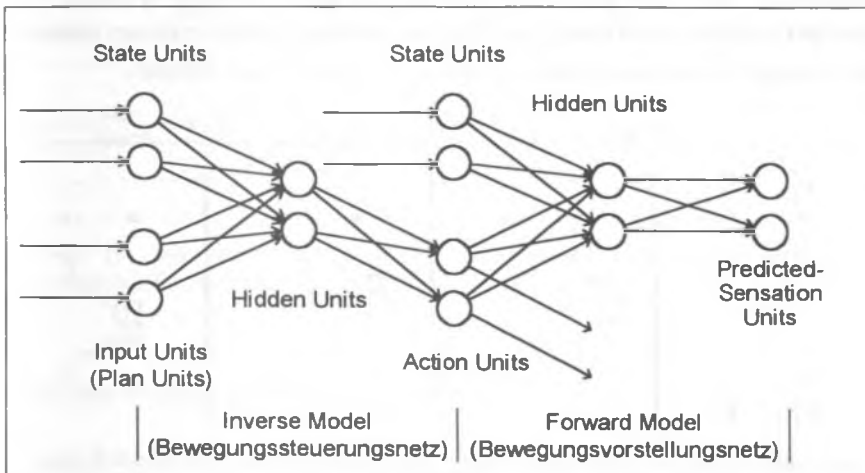 State Units
State Units
Hidden Units
Hidden Units
Predicted-
Sensation
Units
Input Units
(Plan Units)
Action Units
Inverse Model
(Bewegungssteuerungsnetz)
Forward Model
(Bewegungsvorstellungsnetz)